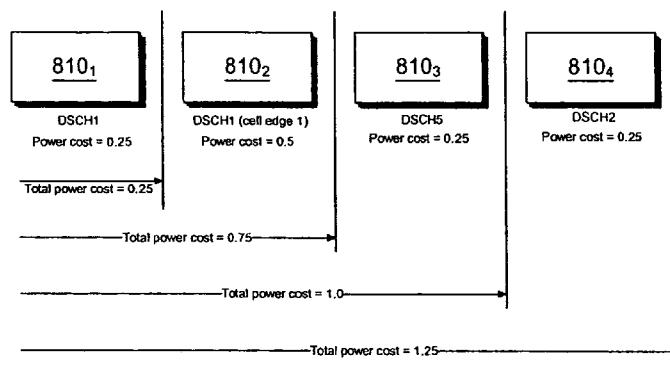 810₁ 810₂ 810₃ 810₄
DSCH1 DSCH1 (cell edge 1) DSCH5 DSCH2
Power cost = 0.25 Power cost = 0.5 Power cost = 0.25 Power cost = 0.25
Total power cost = 0.25
Total power cost = 0.75
Total power cost = 1.0
Total power cost = 1.25